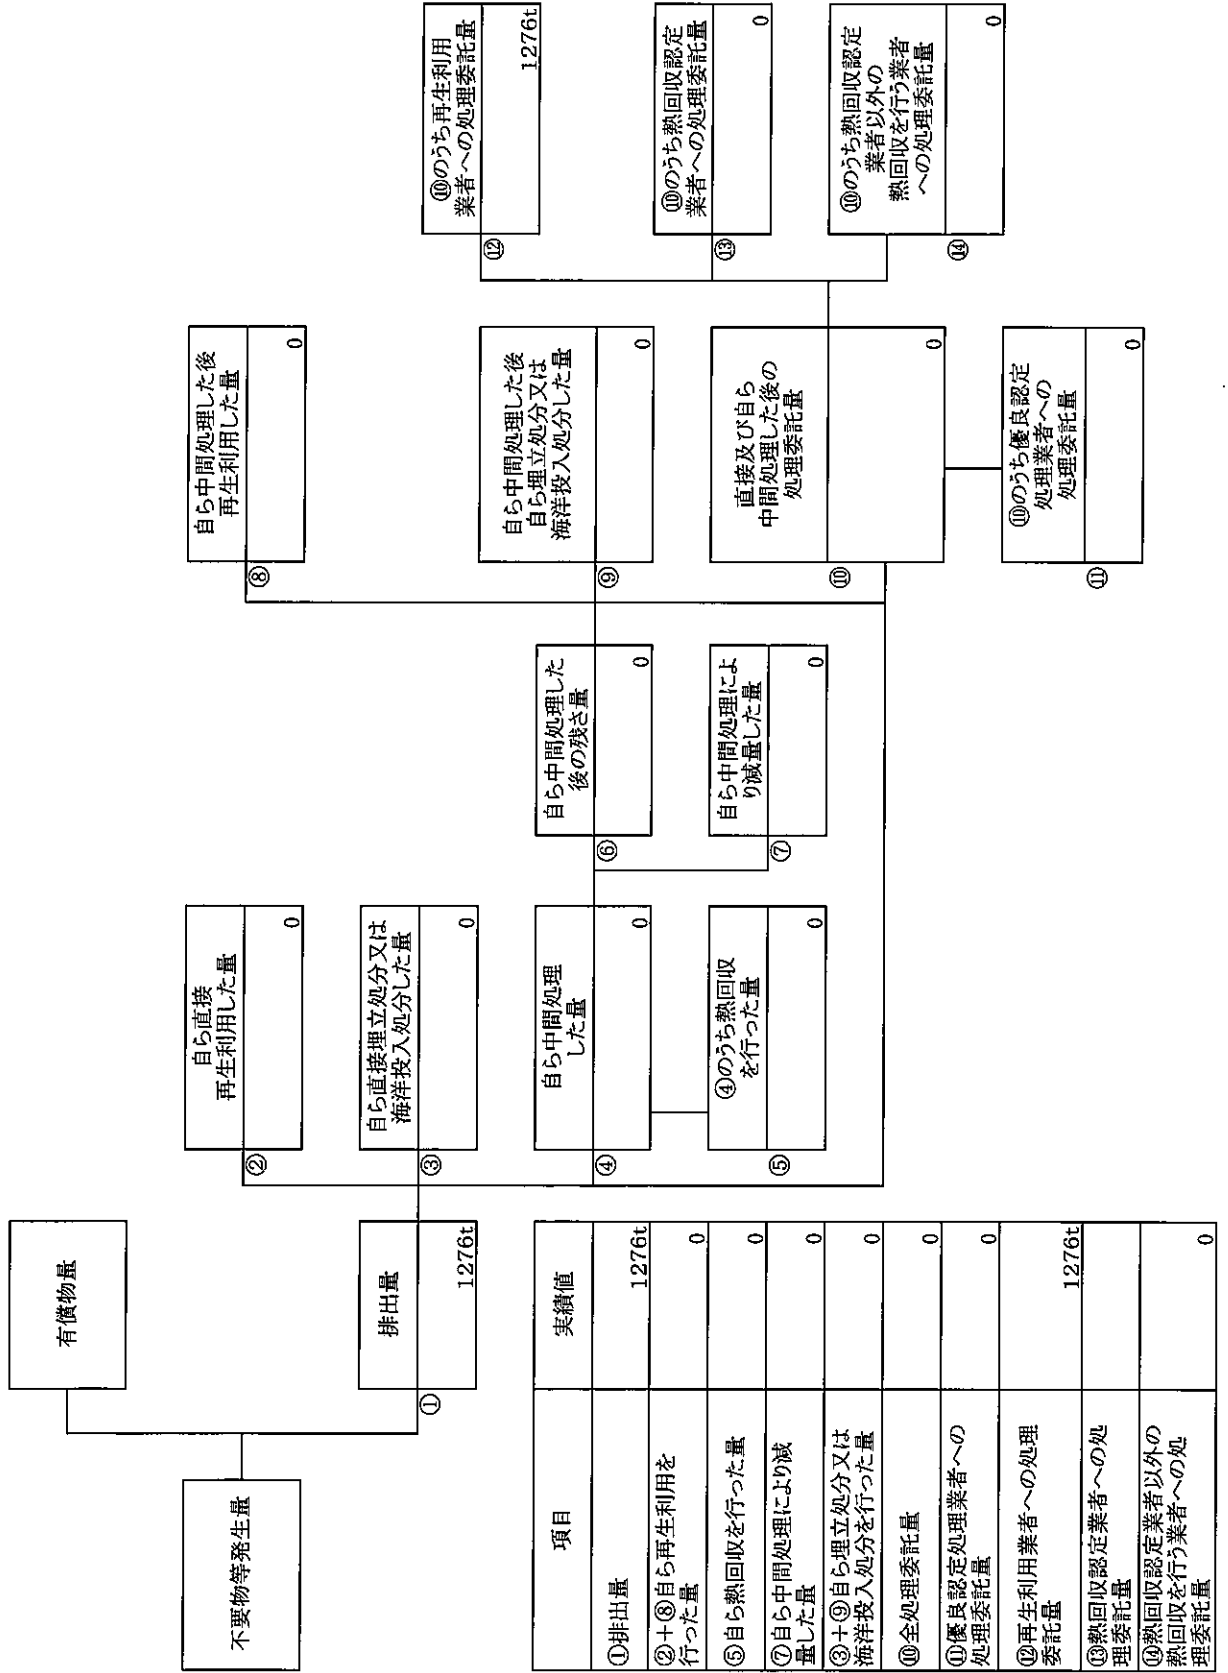 不要物等発生量
有償物量
排出量
①
1276t
自ら直接
再生利用した量
②
0
自ら直接埋立処分又は
海洋投入処分した量
③
0
自ら中間処理
した量
④
0
④のうち熱回収
を行った量
⑤
0
自ら中間処理した
後の残さ量
⑥
0
自ら中間処理によ
り減量した量
⑦
0
自ら中間処理した後
再生利用した量
⑧
0
自ら中間処理した後
自ら埋立処分又は
海洋投入処分した量
⑨
0
直接及び自ら
中間処理した後の
処理委託量
⑩
0
⑩のうち優良認定
処理業者への
処理委託量
⑪
0
⑩のうち再生利用
業者への処理委託量
⑫
1276t
⑩のうち熱回収認定
業者への処理委託量
⑬
0
⑩のうち熱回収認定
業者以外の
熱回収を行う業者
への処理委託量
⑭
0
項目 実績値
①排出量 1276t
②+⑧自ら再生利用を
行った量 0
⑤自ら熱回収を行った量 0
⑦自ら中間処理により減
量した量 0
③+⑨自ら埋立処分又は
海洋投入処分を行った量 0
⑩全処理委託量 0
⑪優良認定処理業者への
処理委託量 0
⑫再生利用業者への処理
委託量 1276t
⑬熱回収認定業者への処
理委託量
⑭熱回収認定業者以外の
熱回収を行う業者への処
理委託量 0